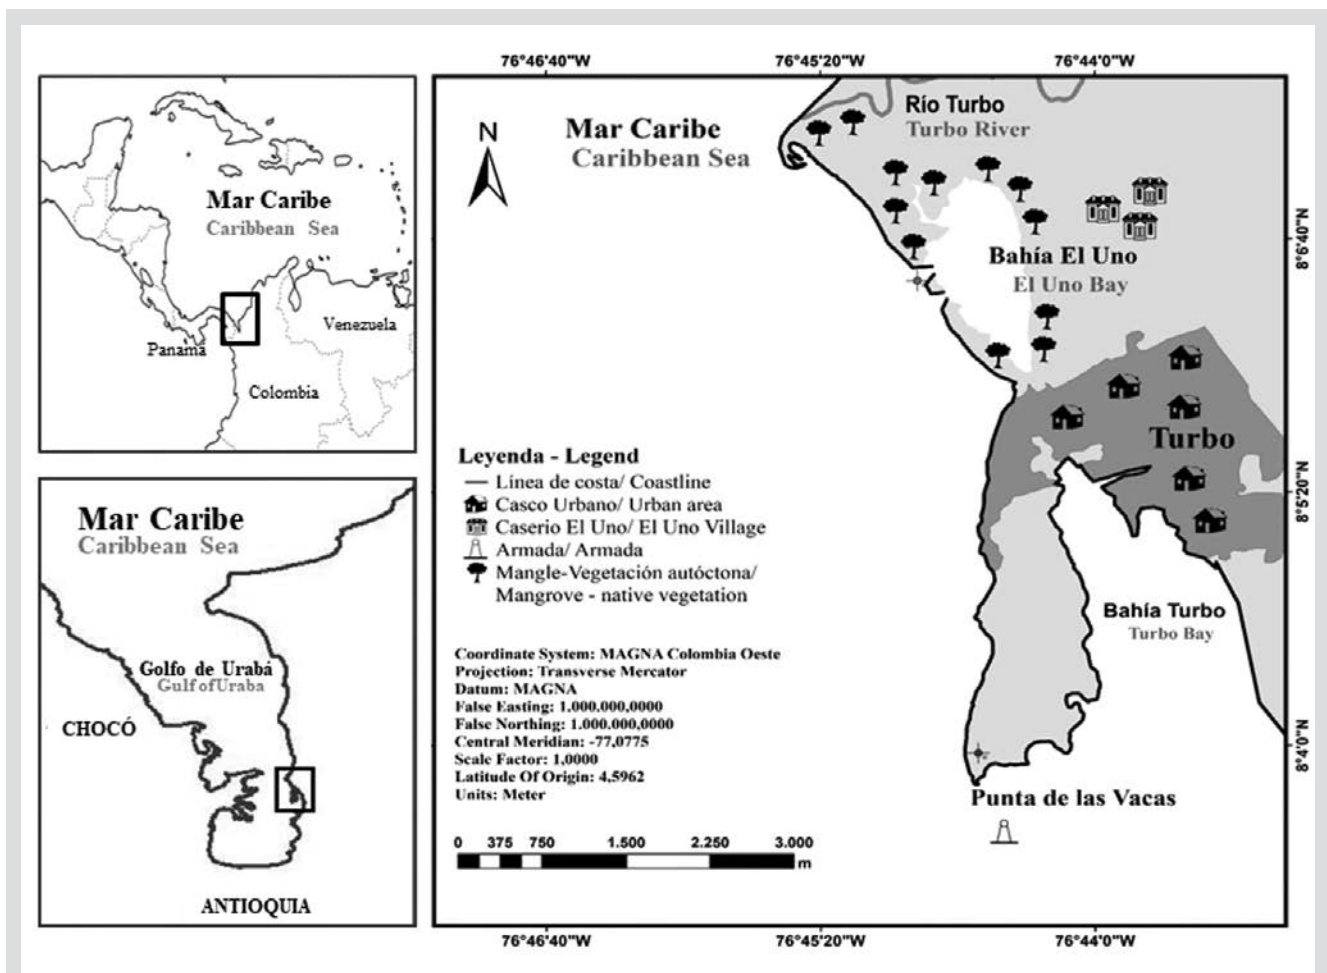 Mar Caribe
Caribbean Sea
Panamá
Venezuela
Colombia
Mar Caribe
Caribbean Sea
Golfo de Urabá
Gulf of Uraba
CHOCÓ
ANTIOQUIA
76°46'40"W
76°45'20"W
76°44'0"W
N
Mar Caribe
Caribbean Sea
Río Turbo
Turbo River
Bahía El Uno
El Uno Bay
8°6'40"N
Turbo
8°5'20"N
Leyenda - Legend
Línea de costa/ Coastline
Casco Urbano/ Urban area
Caserio El Uno/ El Uno Village
Armada/ Armada
Mangle-Vegetación autóctona/
Mangrove - native vegetation
Bahía Turbo
Turbo Bay
Coordinate System: MAGNA Colombia Oeste
Projection: Transverse Mercator
Datum: MAGNA
False Easting: 1.000.000,0000
False Northing: 1.000.000,0000
Central Meridian: -77,0775
Scale Factor: 1,0000
Latitude Of Origin: 4,5962
Units: Meter
8°4'0"N
Punta de las Vacas
0 375 750 1.500 2.250 3.000
m
76°46'40"W
76°45'20"W
76°44'0"W